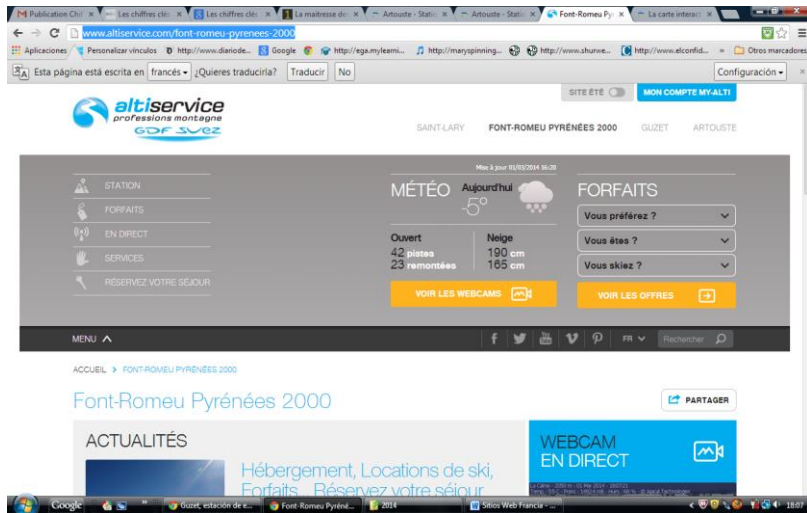 Publication Chif
Les chiffres clés
Les chiffres clés
La maitresse de
Artouste - Static
Artouste - Static
Font-Romeu Py
La carte interact
www.altiservice.com/font-romeu-pyrenees-2000
Aplicaciones
Personalizar vínculos
http://www.diariode...
Google
http://ega.mylearni...
http://maryspinning...
http://www.shurwe...
http://www.elconfid...
Otros marcadores
Esta página está escrita en francés ¿Quieres traducirla? Traducir No Configuración
SITE ÉTÉ MON COMPTE MY-ALTI
altiservice
professions montagne
GDF SUEZ
SAINT-LARY FONT-ROMEU PYRÉNÉES 2000 GUZET ARTOUSTE
Mise à jour 01/03/2014 16:20
STATION
FORFAITS
EN DIRECT
SERVICES
RÉSERVEZ VOTRE SÉJOUR
MÉTÉO Aujourd'hui
-5°
Ouvert Neige
42 pistes 190 cm
23 remontées 165 cm
VOIR LES WEBCAMS
FORFAITS
Vous préférez ?
Vous êtes ?
Vous skiez ?
VOIR LES OFFRES
MENU FR Rechercher
ACCUEIL > FONT-ROMEU PYRÉNÉES 2000
Font-Romeu Pyrénées 2000 PARTAGER
ACTUALITÉS
Hébergement, Locations de ski,
Forfaits... Réservez votre séjour
WEBCAM
EN DIRECT
Google
Guzet, estación de e...
Font-Romeu Pyréné...
2014
Sitios Web Francia - ...
18:07